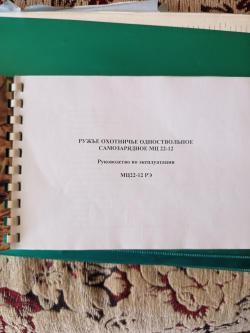 РУЖЬЕ ОХОТНИЧЬЕ ОДНОСТВОЛЬНОЕ
САМОЗАРЯДНОЕ МЦ 22-12
Руководство по эксплуатации
МЦ22-12 РЭ